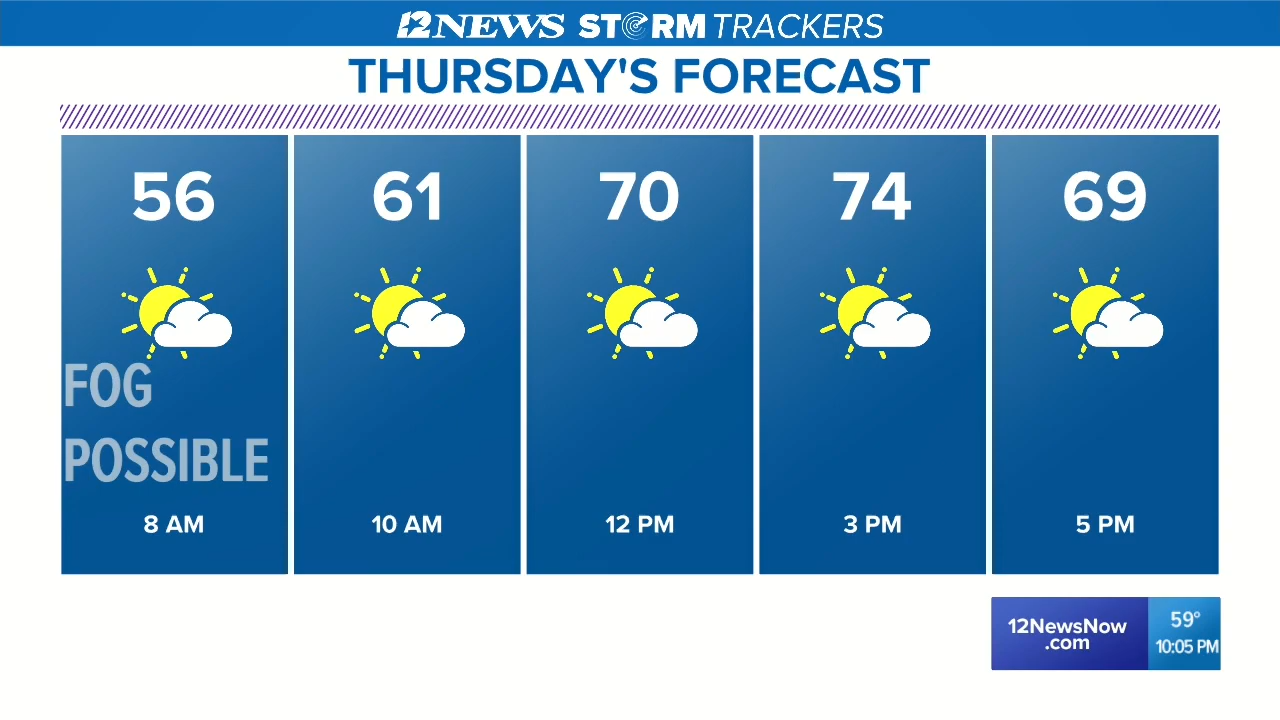 12NEWS STORM TRACKERS
THURSDAY'S FORECAST
56
61
70
74
69
FOG
POSSIBLE
8 AM
10 AM
12 PM
3 PM
5 PM
12NewsNow
.com
59°
10:05 PM